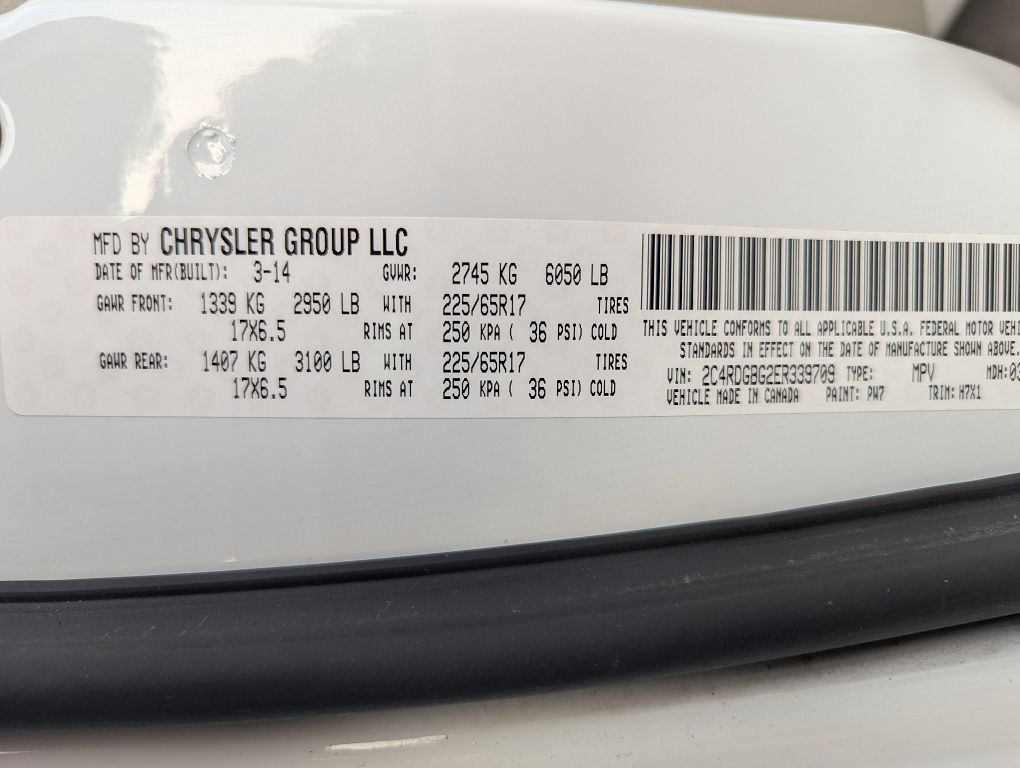 MFD BY CHRYSLER GROUP LLC
DATE OF MFR(BUILT): 3-14 GVWR: 2745 KG 6050 LB
GAWR FRONT: 1339 KG 2950 LB WITH 225/65R17 TIRES
17X6.5 RIMS AT 250 KPA ( 36 PSI) COLD
GAWR REAR: 1407 KG 3100 LB WITH 225/65R17 TIRES
17X6.5 RIMS AT 250 KPA ( 36 PSI) COLD
THIS VEHICLE CONFORMS TO ALL APPLICABLE U.S.A. FEDERAL MOTOR VEHI
STANDARDS IN EFFECT ON THE DATE OF MANUFACTURE SHOWN ABOVE.
VIN: 2C4RDGBG2ER339709 TYPE: MPV MDH: 03
VEHICLE MADE IN CANADA PAINT: PW7 TRIM: H7X1